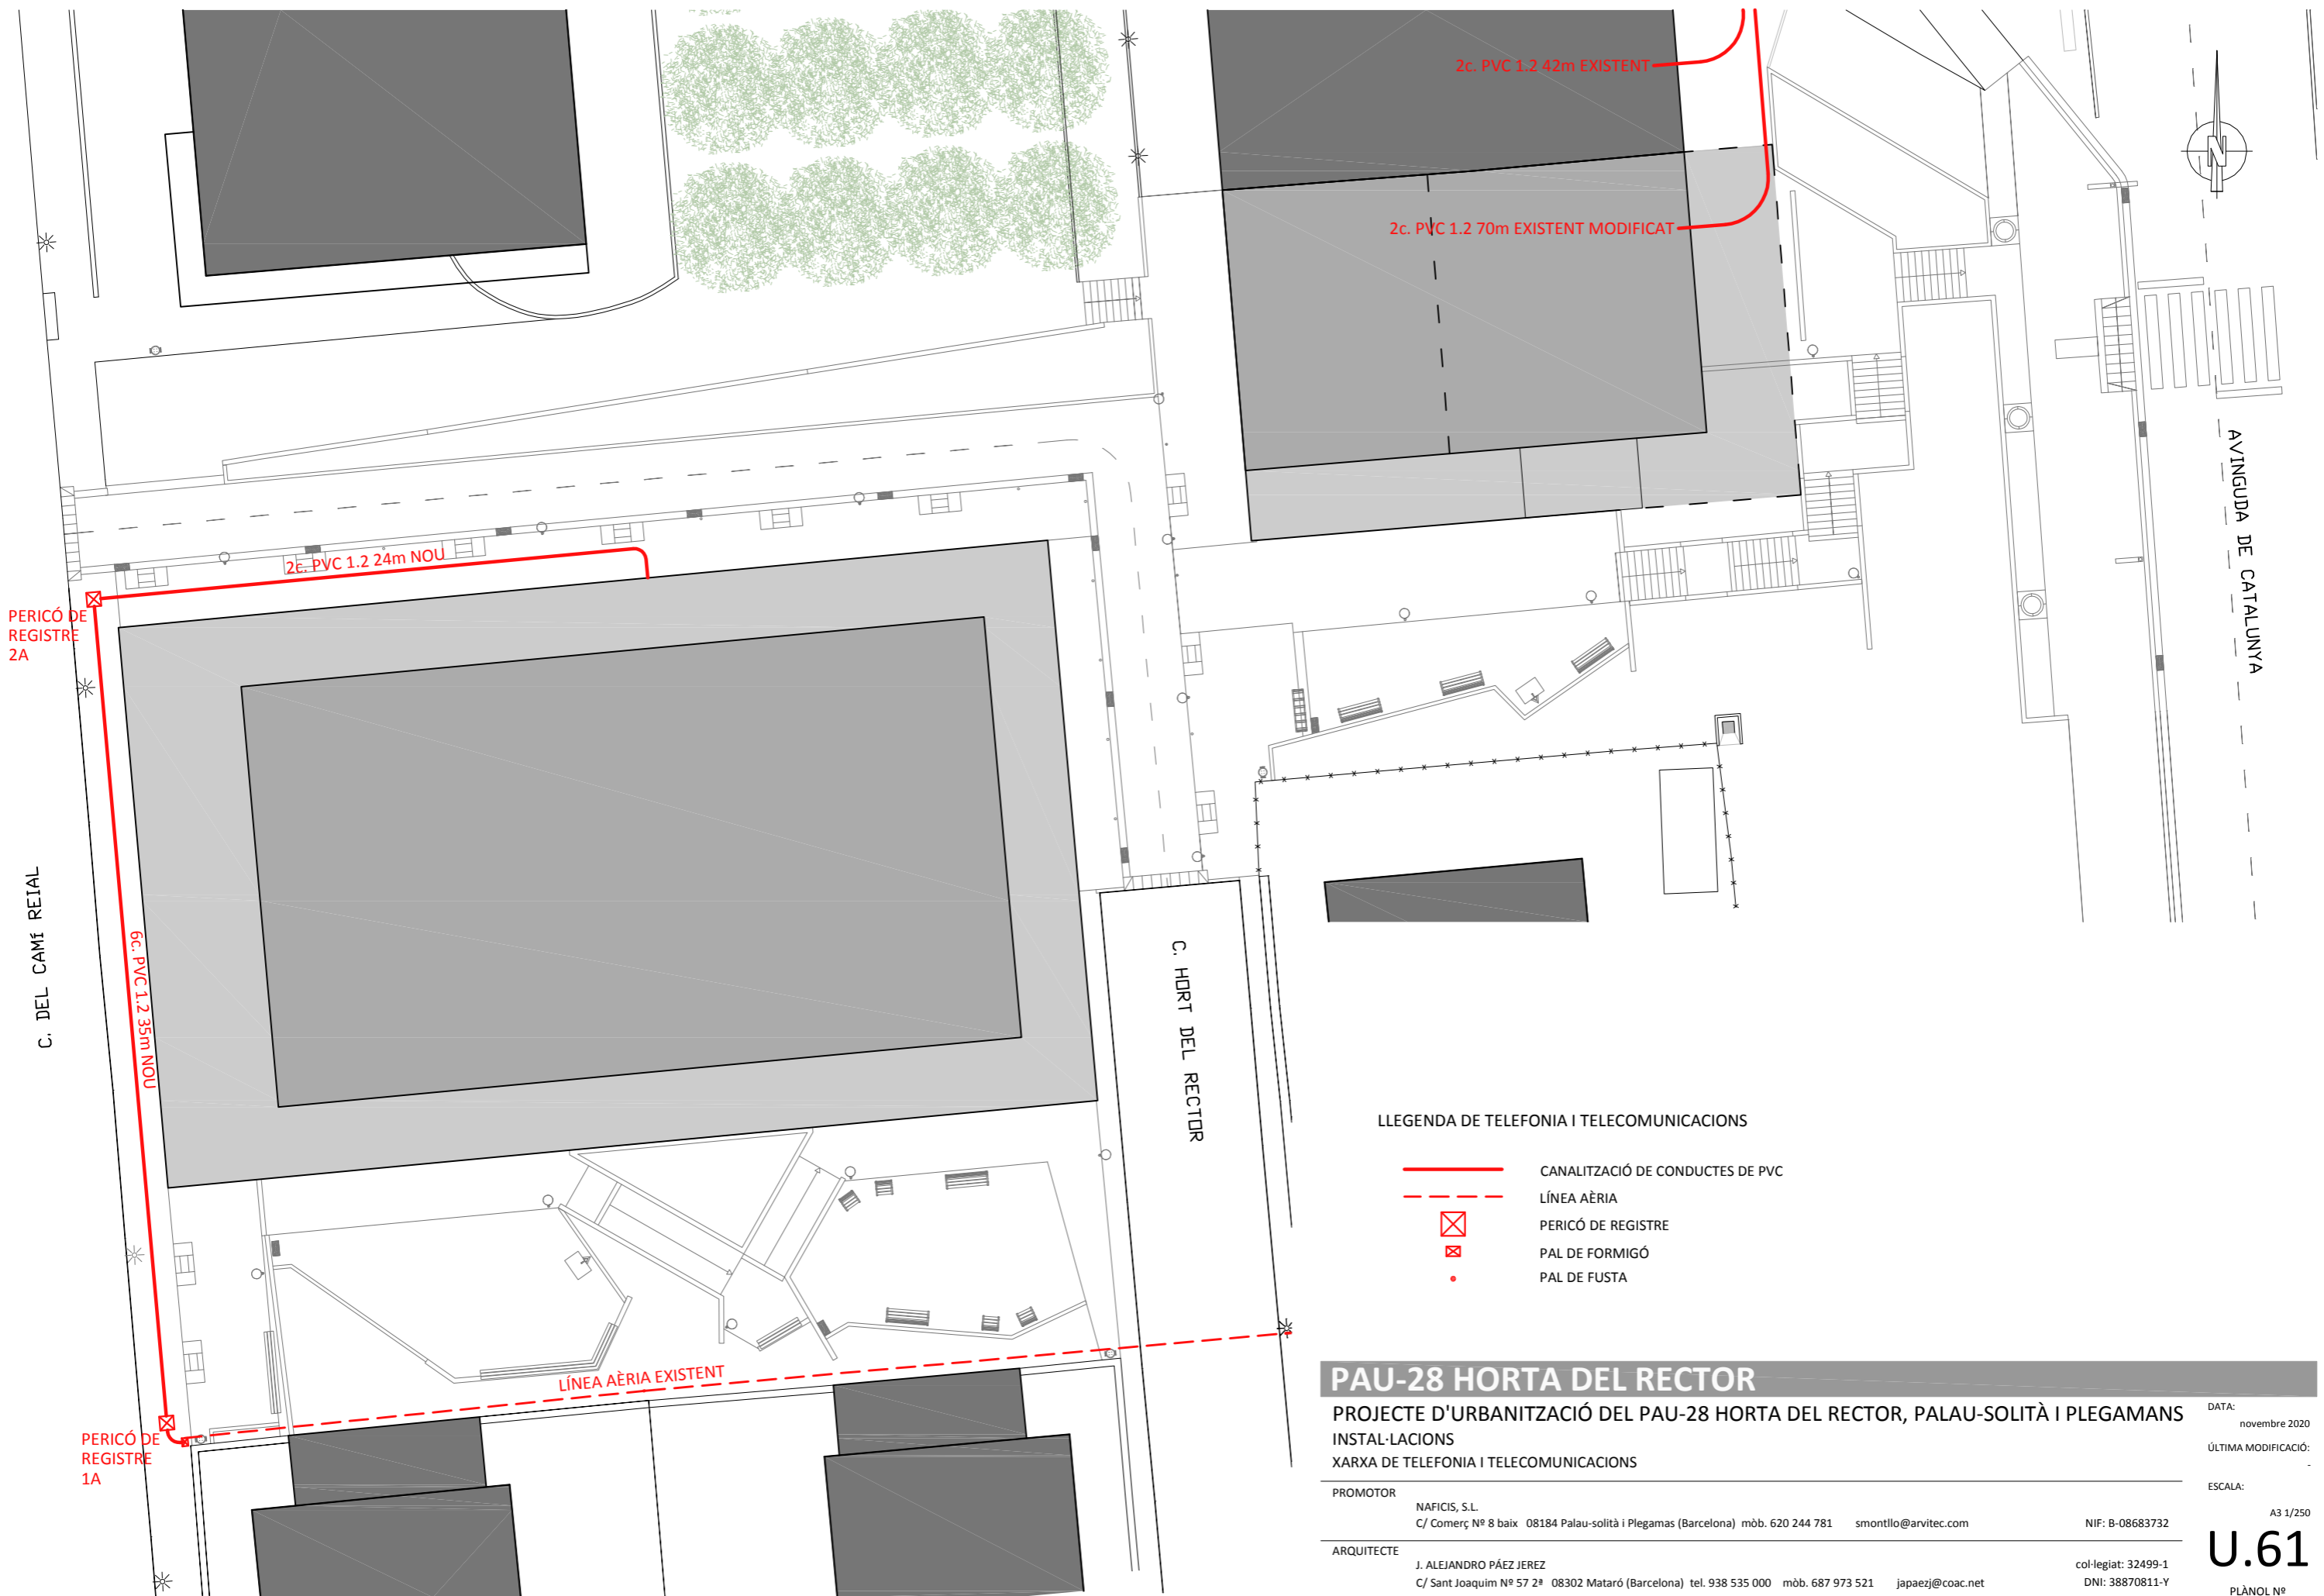 2c. PVC 1.2 42m EXISTENT
2c. PVC 1.2 70m EXISTENT MODIFICAT
N
AVINGUDA DE CATALUNYA
2c. PVC 1.2 24m NOU
PERICÓ DE
REGISTRE
2A
C. DEL CAMÍ REIAL
6c. PVC 1.2 35m NOU
C. HORT DEL RECTOR
LÍNEA AÈRIA EXISTENT
PERICÓ DE
REGISTRE
1A
LLEGENDA DE TELEFONIA I TELECOMUNICACIONS
CANALITZACIÓ DE CONDUCTES DE PVC
LÍNEA AÈRIA
PERICÓ DE REGISTRE
PAL DE FORMIGÓ
PAL DE FUSTA
PAU-28 HORTA DEL RECTOR
PROJECTE D'URBANITZACIÓ DEL PAU-28 HORTA DEL RECTOR, PALAU-SOLITÀ I PLEGAMANS
INSTAL·LACIONS
XARXA DE TELEFONIA I TELECOMUNICACIONS
DATA:
novembre 2020
ÚLTIMA MODIFICACIÓ:
-
ESCALA:
A3 1/250
U.61
PLÀNOL Nº
PROMOTOR
NAFICIS, S.L.
C/ Comerç Nº 8 baix 08184 Palau-solità i Plegamas (Barcelona) mòb. 620 244 781 smontllo@arvitec.com NIF: B-08683732
ARQUITECTE
J. ALEJANDRO PÁEZ JEREZ col·legiat: 32499-1
C/ Sant Joaquim Nº 57 2ª 08302 Mataró (Barcelona) tel. 938 535 000 mòb. 687 973 521 japaezj@coac.net DNI: 38870811-Y